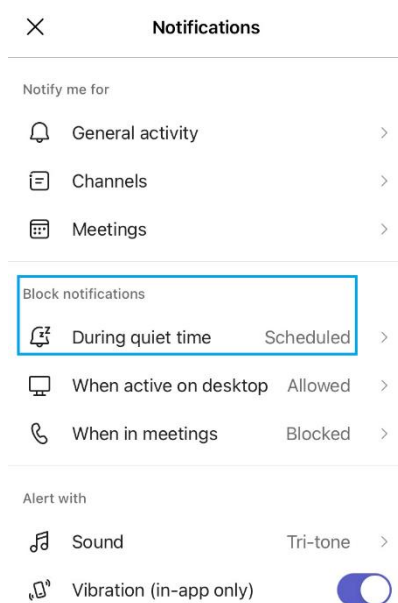 Notifications
Notify me for
General activity
Channels
Meetings
Block notifications
During quiet time Scheduled
When active on desktop Allowed
When in meetings Blocked
Alert with
Sound Tri-tone
Vibration (in-app only)